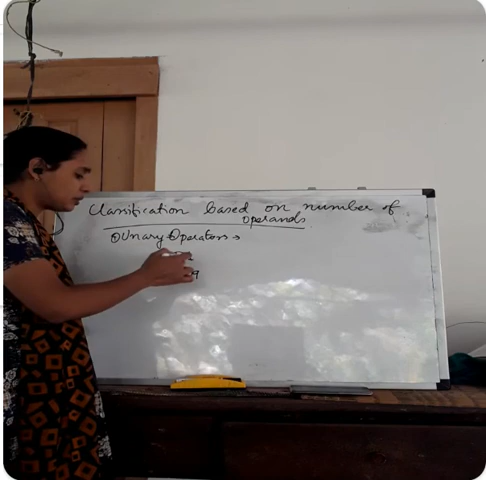 Classification based on number of
operands
① Unary Operators →